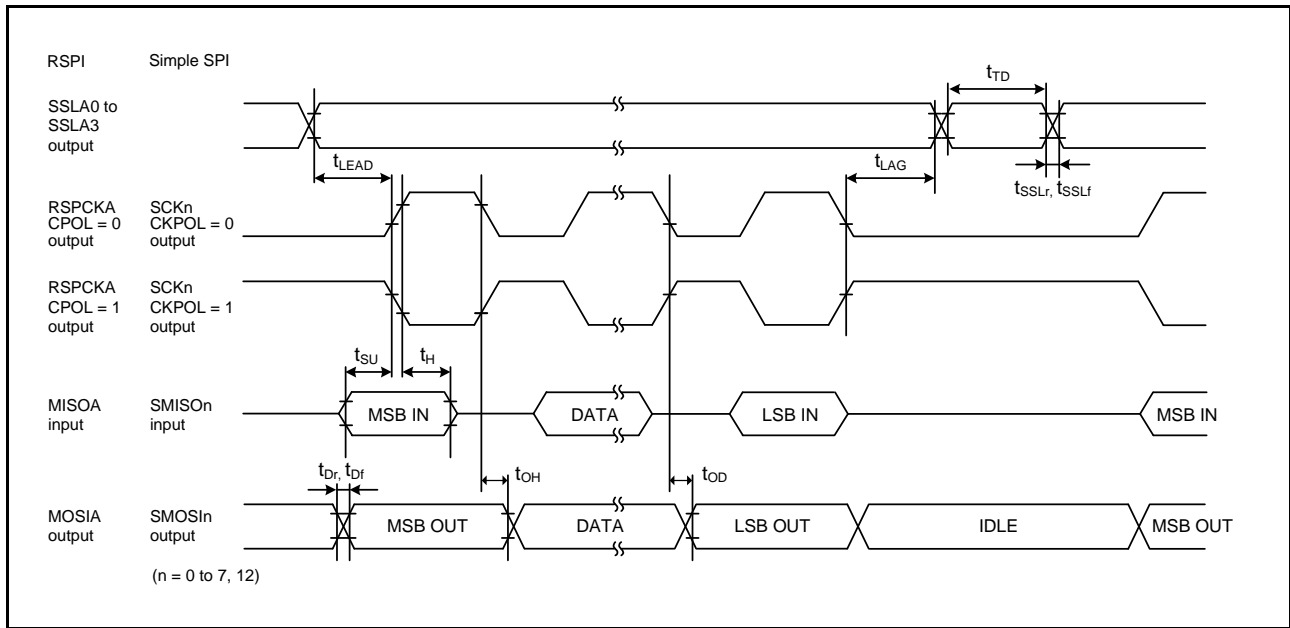 RSPI Simple SPI
SSLA0 to
SSLA3
output
tTD
tLEAD
tLAG
tSSLr, tSSLf
RSPCKA SCKn
CPOL = 0 CKPOL = 0
output output
RSPCKA SCKn
CPOL = 1 CKPOL = 1
output output
tSU tH
MISOA SMISOn
input input
MSB IN DATA LSB IN MSB IN
tDr, tDf
tOH tOD
MOSIA SMOSIn
output output
MSB OUT DATA LSB OUT IDLE MSB OUT
(n = 0 to 7, 12)